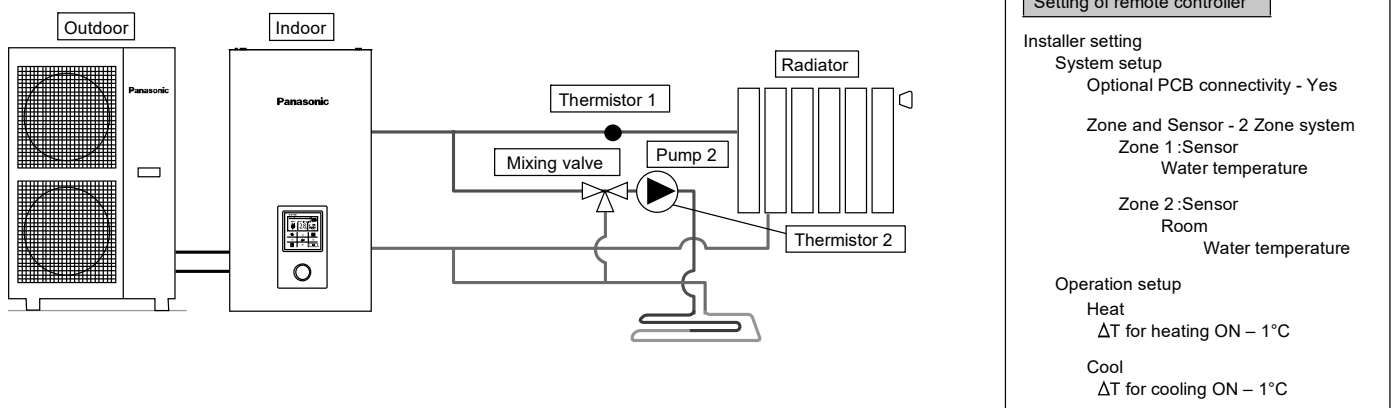 Outdoor
Indoor
Panasonic
Panasonic
Thermistor 1
Radiator
Mixing valve
Pump 2
Thermistor 2
Setting of remote controller
Installer setting
System setup
Optional PCB connectivity - Yes
Zone and Sensor - 2 Zone system
Zone 1 :Sensor
Water temperature
Zone 2 :Sensor
Room
Water temperature
Operation setup
Heat
ΔT for heating ON – 1°C
Cool
ΔT for cooling ON – 1°C